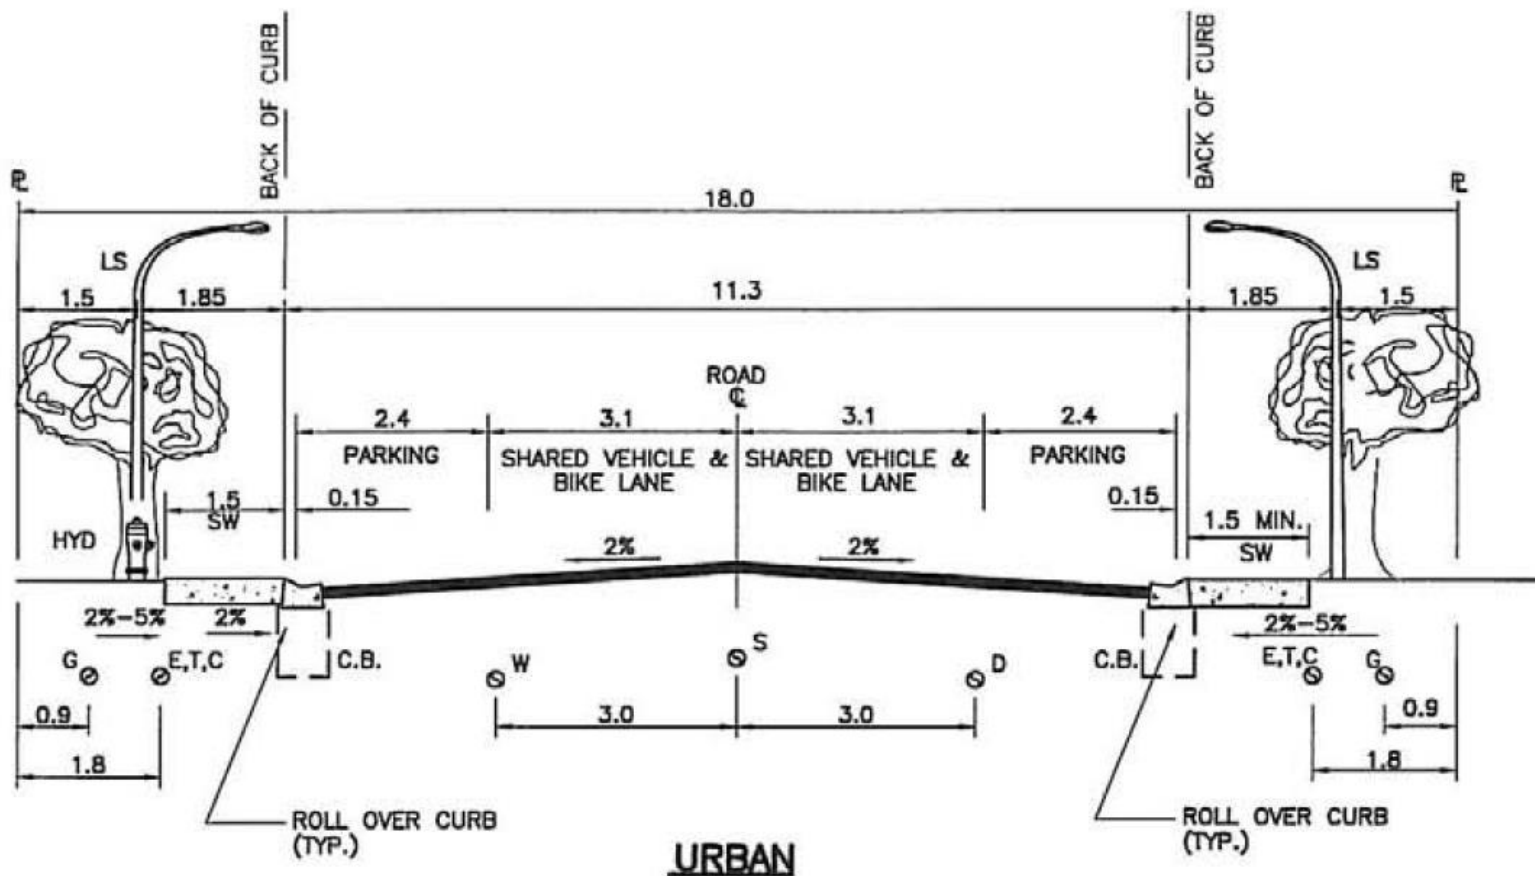 BACK OF CURB
BACK OF CURB
PL
PL
18.0
LS
LS
1.5
1.85
11.3
1.85
1.5
ROAD
CL
2.4
3.1
3.1
2.4
PARKING
SHARED VEHICLE &
BIKE LANE
SHARED VEHICLE &
BIKE LANE
PARKING
1.5
SW
0.15
0.15
1.5 MIN.
SW
HYD
2%
2%
2%-5%
2%
2%-5%
G
E,T,C
C.B.
W
S
D
C.B.
E,T,C
G
0.9
3.0
3.0
0.9
1.8
1.8
ROLL OVER CURB
(TYP.)
ROLL OVER CURB
(TYP.)
URBAN